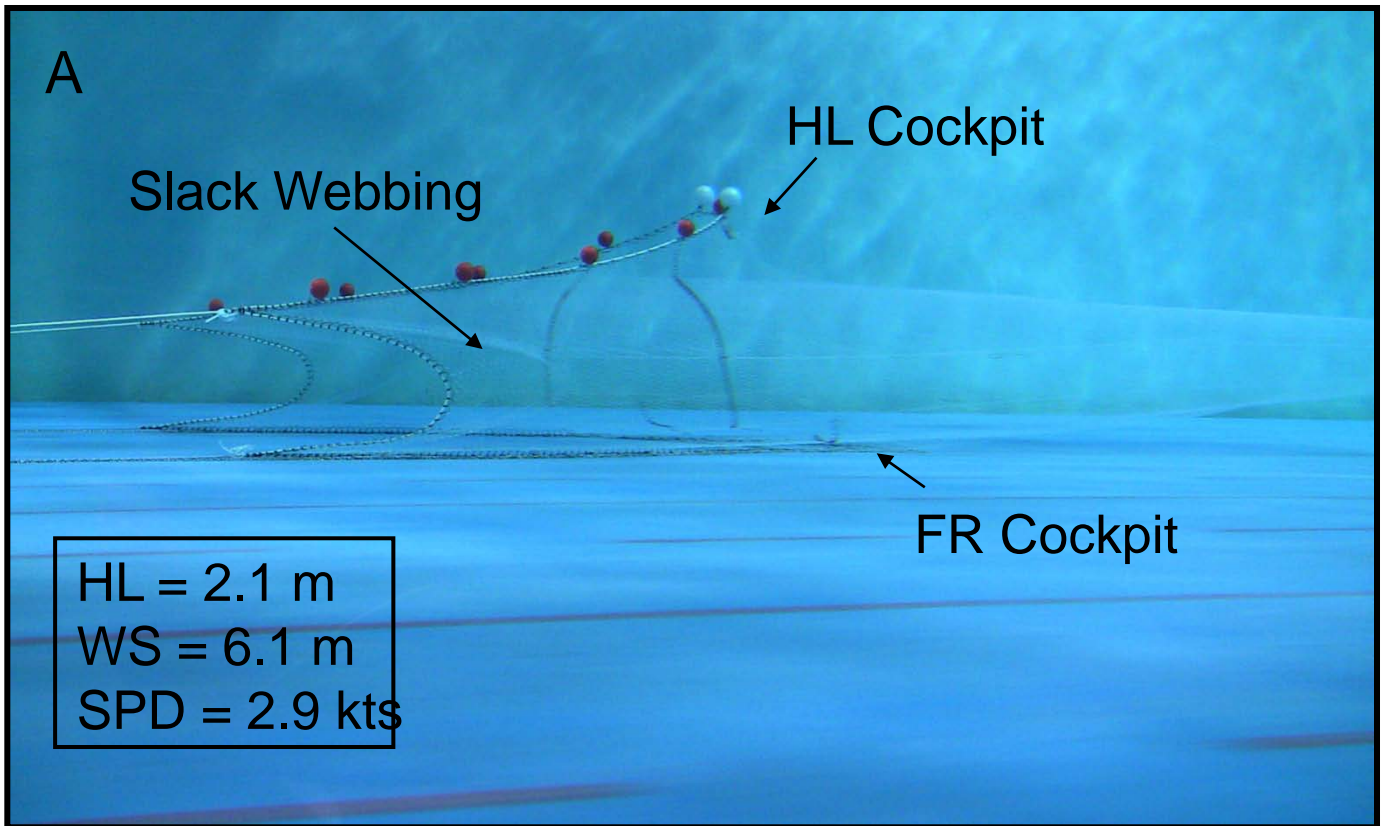 A
HL Cockpit
Slack Webbing
FR Cockpit
HL = 2.1 m
WS = 6.1 m
SPD = 2.9 kts